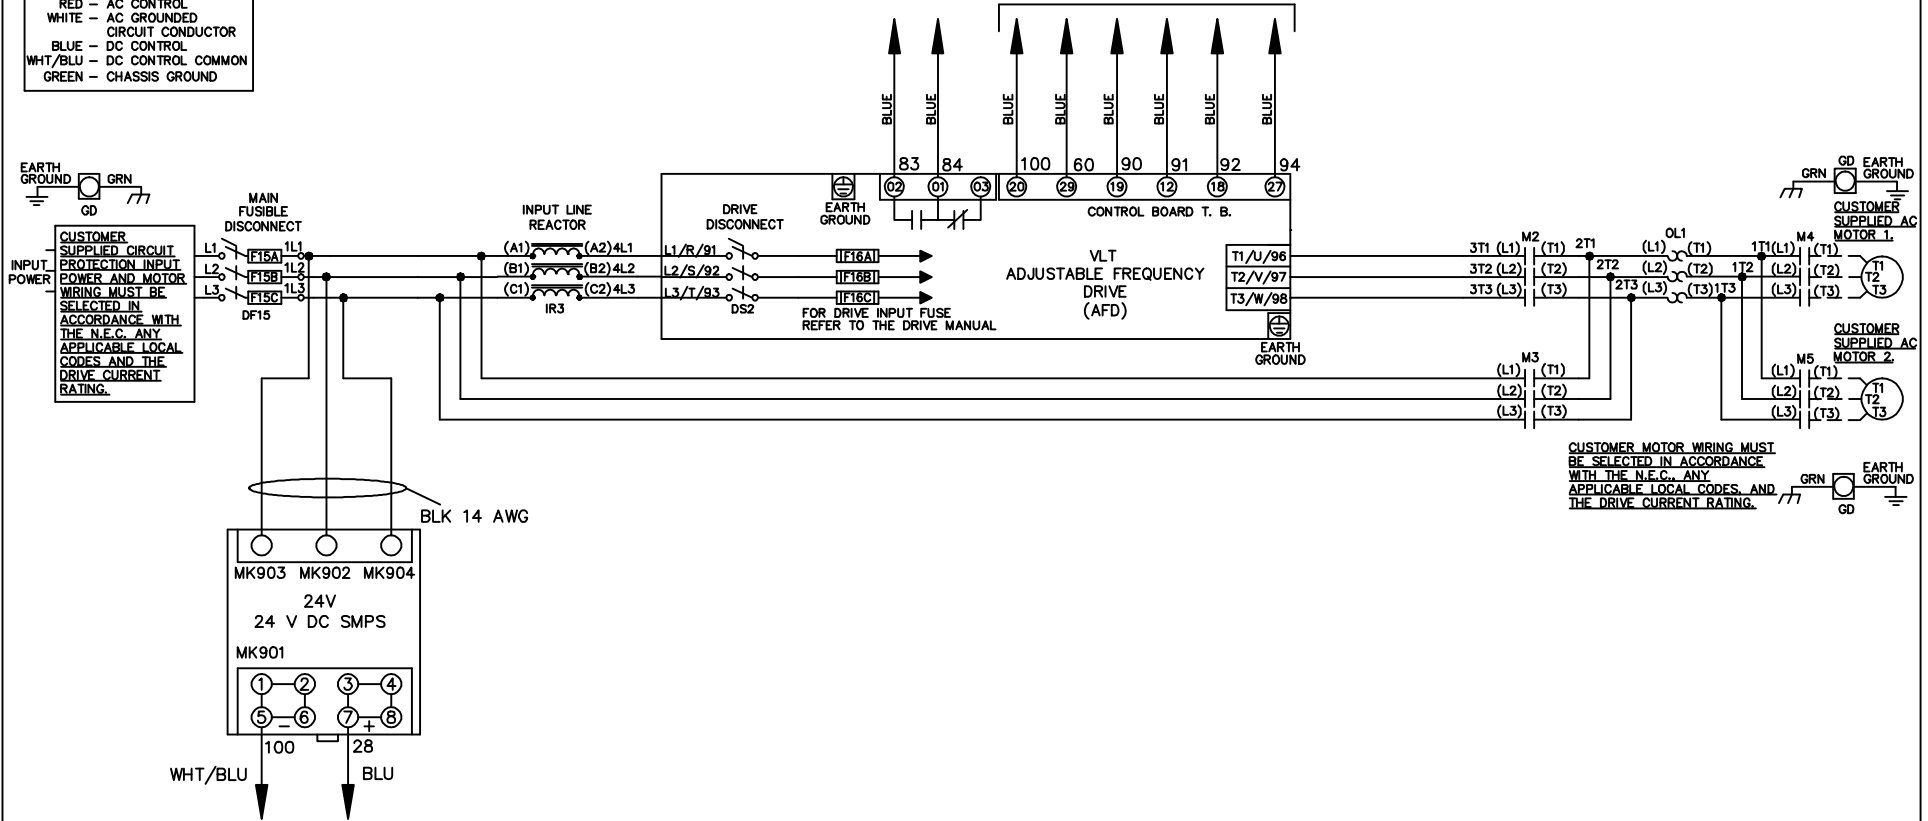 RED – AC CONTROL
WHITE – AC GROUNDED
CIRCUIT CONDUCTOR
BLUE – DC CONTROL
WHT/BLU – DC CONTROL COMMON
GREEN – CHASSIS GROUND
BLUE BLUE BLUE BLUE BLUE BLUE BLUE BLUE
83 84 100 60 90 91 92 94
02 01 03 20 29 19 12 18 27
EARTH
GROUND
CONTROL BOARD T. B.
EARTH
GROUND
GRN
GD
INPUT
POWER
CUSTOMER
SUPPLIED CIRCUIT
PROTECTION INPUT
POWER AND MOTOR
WIRING MUST BE
SELECTED IN
ACCORDANCE WITH
THE N.E.C. ANY
APPLICABLE LOCAL
CODES AND THE
DRIVE CURRENT
RATING.
MAIN
FUSIBLE
DISCONNECT
L1 F15A 1L1
L2 F15B 1L2
L3 F15C 1L3
DF15
INPUT LINE
REACTOR
(A1) (A2) 4L1
(B1) (B2) 4L2
(C1) (C2) 4L3
IR3
DRIVE
DISCONNECT
L1/R/91
L2/S/92
L3/T/93
DS2
F16A
F16B
F16C
FOR DRIVE INPUT FUSE
REFER TO THE DRIVE MANUAL
VLT
ADJUSTABLE FREQUENCY
DRIVE
(AFD)
T1/U/96
T2/V/97
T3/W/98
EARTH
GROUND
M2
3T1 (L1) (T1) 2T1
3T2 (L2) (T2) 2T2
3T3 (L3) (T3) 2T3
OL1
(L1) (T1) 1T1
(L2) (T2) 1T2
(L3) (T3) 1T3
M4
(L1) (T1)
(L2) (T2)
(L3) (T3)
T1
T2
T3
GRN
GD
EARTH
GROUND
CUSTOMER
SUPPLIED AC
MOTOR 1.
M3
(L1) (T1)
(L2) (T2)
(L3) (T3)
CUSTOMER
SUPPLIED AC
MOTOR 2.
M5
(L1) (T1)
(L2) (T2)
(L3) (T3)
T1
T2
T3
CUSTOMER MOTOR WIRING MUST
BE SELECTED IN ACCORDANCE
WITH THE N.E.C., ANY
APPLICABLE LOCAL CODES, AND
THE DRIVE CURRENT RATING.
GRN
GD
EARTH
GROUND
BLK 14 AWG
MK903 MK902 MK904
24V
24 V DC SMPS
MK901
1 2 3 4
5 – 6 7 + 8
100 28
WHT/BLU BLU